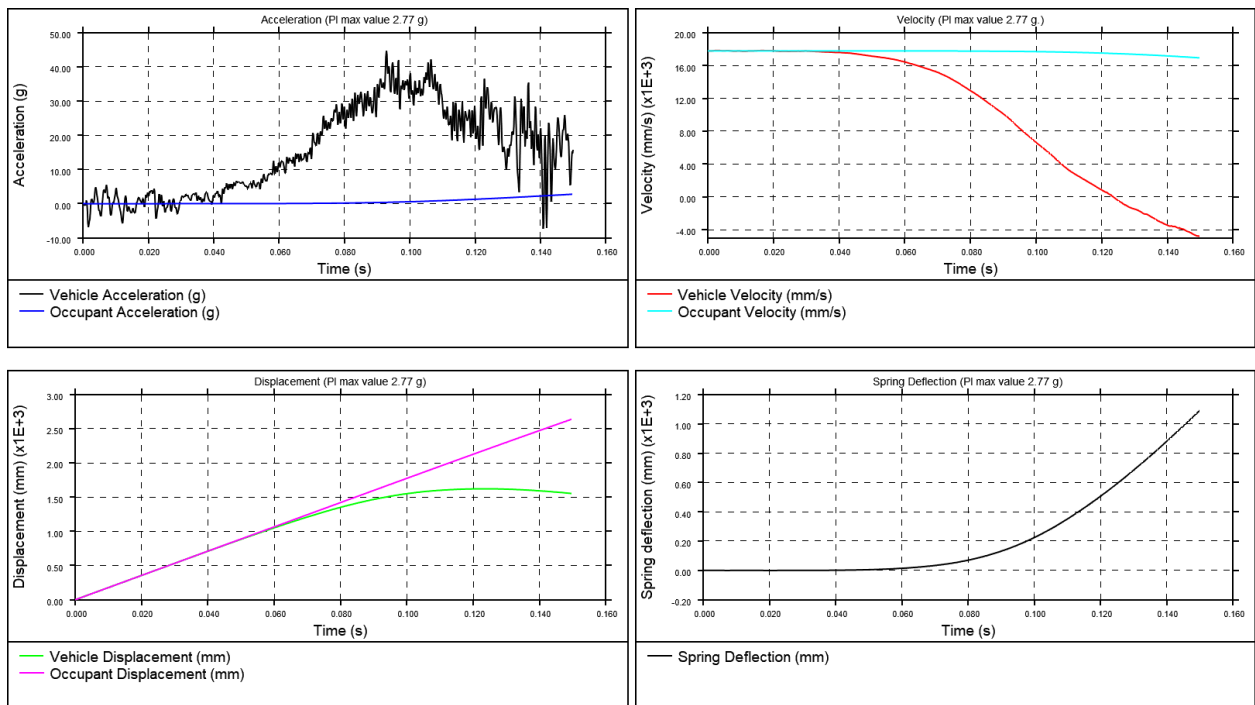 Acceleration (PI max value 2.77 g)
50.00
40.00
30.00
20.00
10.00
0.00
-10.00
Acceleration (g)
0.000 0.020 0.040 0.060 0.080 0.100 0.120 0.140 0.160
Time (s)
Vehicle Acceleration (g)
Occupant Acceleration (g)
Velocity (PI max value 2.77 g.)
20.00
16.00
12.00
8.00
4.00
0.00
-4.00
Velocity (mm/s) (x1E+3)
0.000 0.020 0.040 0.060 0.080 0.100 0.120 0.140 0.160
Time (s)
Vehicle Velocity (mm/s)
Occupant Velocity (mm/s)
Displacement (PI max value 2.77 g)
3.00
2.50
2.00
1.50
1.00
0.50
0.00
Displacement (mm) (x1E+3)
0.000 0.020 0.040 0.060 0.080 0.100 0.120 0.140 0.160
Time (s)
Vehicle Displacement (mm)
Occupant Displacement (mm)
Spring Deflection (PI max value 2.77 g)
1.20
1.00
0.80
0.60
0.40
0.20
0.00
-0.20
Spring deflection (mm) (x1E+3)
0.000 0.020 0.040 0.060 0.080 0.100 0.120 0.140 0.160
Time (s)
Spring Deflection (mm)